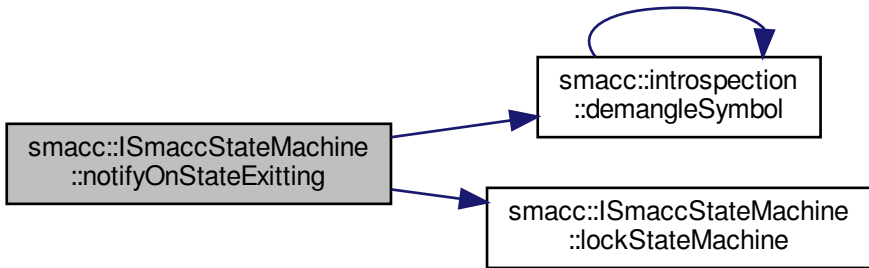 smacc::introspection
::demangleSymbol
smacc::ISmaccStateMachine
::notifyOnStateExitting
smacc::ISmaccStateMachine
::lockStateMachine